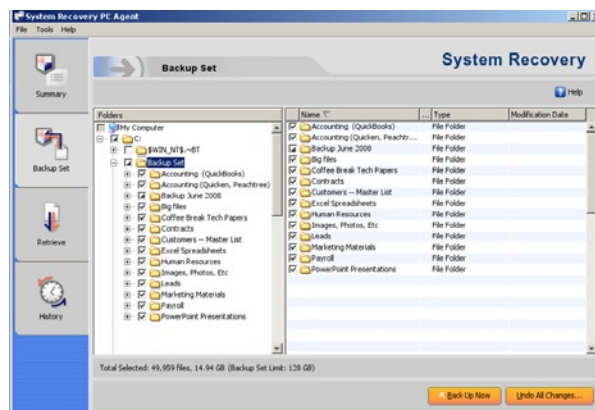 System Recovery PC Agent
File Tools Help
System Recovery
Backup Set
Help
Summary
Backup Set
Retrieve
History
Folders
My Computer
C:
$WIN_NT$.~BT
Backup Set
Accounting (QuickBooks)
Accounting (Quicken, Peachtree)
Backup June 2008
Big files
Coffee Break Tech Papers
Contracts
Customers -- Master List
Excel Spreadsheets
Human Resources
Images, Photos, Etc
Leads
Marketing Materials
Payroll
PowerPoint Presentations
Name ... Type Modification Date
Accounting (QuickBooks) File Folder
Accounting (Quicken, Peachtr... File Folder
Backup June 2008 File Folder
Big files File Folder
Coffee Break Tech Papers File Folder
Contracts File Folder
Customers -- Master List File Folder
Excel Spreadsheets File Folder
Human Resources File Folder
Images, Photos, Etc File Folder
Leads File Folder
Marketing Materials File Folder
Payroll File Folder
PowerPoint Presentations File Folder
Total Selected: 49,959 files, 14.94 GB (Backup Set Limit: 128 GB)
Back Up Now
Undo All Changes...